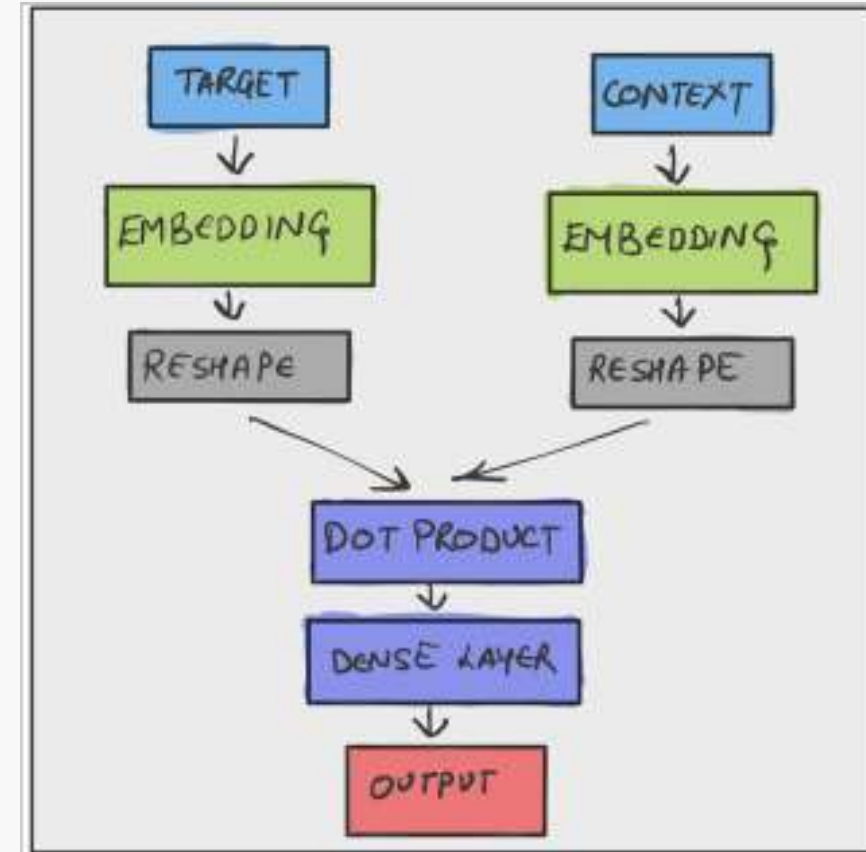 TARGET
CONTEXT
EMBEDDING
EMBEDDING
RESHAPE
RESHAPE
DOT PRODUCT
DENSE LAYER
OUTPUT